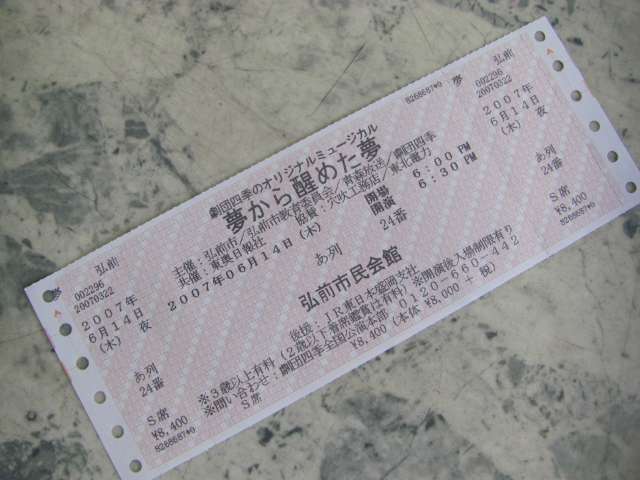 夢 弘前
002296
20070322
2007年
6月14日 夜
(木)
あ列
24番
S席
¥8,400
8268687*0
劇団四季のオリジナルミュージカル
夢から醒めた夢
主催:弘前市/弘前市教育委員会/青森放送/劇団四季
共催:東奥日報社 協賛:穴吹工務店/東北電力
2007年06月14日 (木) 開場 6:00 PM
開演 6:30 PM
あ列 24番
弘前市民会館
後援:JR東日本盛岡支社
※3歳以上有料(2歳以下着席鑑賞は有料)※開演後入場制限有り
※問い合わせ:劇団四季全国公演本部 0120-660-442
S席 ¥8,400 (本体 ¥8,000 + 税)
8268687*0 夢
弘前
002296
20070322
2007年
6月14日 夜
(木)
あ列
24番
S席
¥8,400
8268687*0